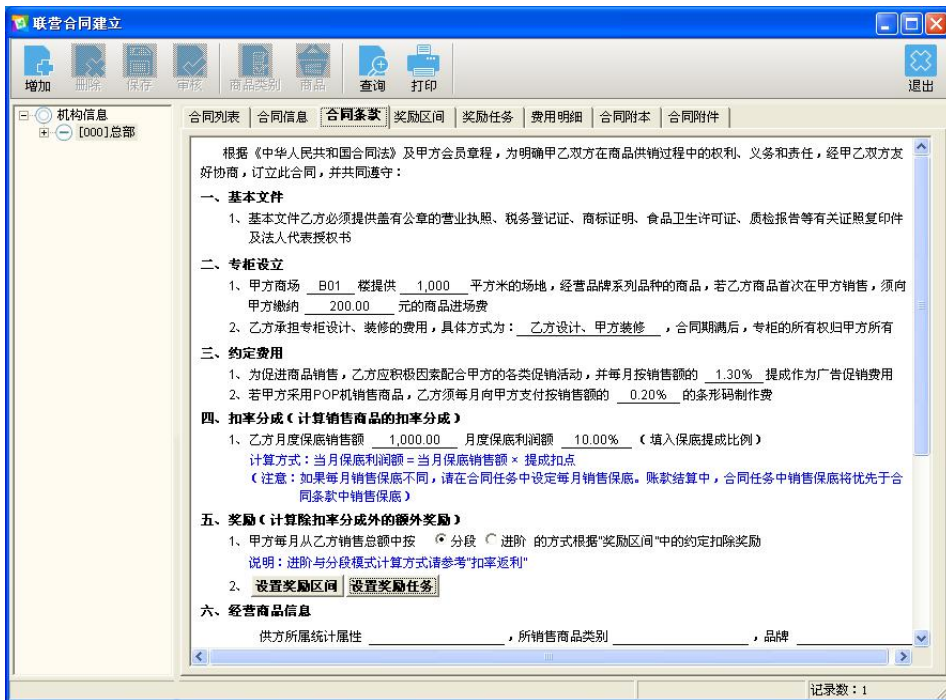 联营合同建立
增加 删除 保存 审核 商品类别 商品 查询 打印 退出
机构信息
[000]总部
合同列表 合同信息 合同条款 奖励区间 奖励任务 费用明细 合同附本 合同附件
根据《中华人民共和国合同法》及甲方会员章程，为明确甲乙双方在商品供销过程中的权利、义务和责任，经甲乙双方友
好协商，订立此合同，并共同遵守：
一、基本文件
1、基本文件乙方必须提供盖有公章的营业执照、税务登记证、商标证明、食品卫生许可证、质检报告等有关证照复印件
及法人代表授权书
二、专柜设立
1、甲方商场 B01 楼提供 1,000 平方米的场地，经营品牌系列品种的商品，若乙方商品首次在甲方销售，须向
甲方缴纳 200.00 元的商品进场费
2、乙方承担专柜设计、装修的费用，具体方式为： 乙方设计、甲方装修 ，合同期满后，专柜的所有权归甲方所有
三、约定费用
1、为促进商品销售，乙方应积极因素配合甲方的各类促销活动，并每月按销售额的 1.30% 提成作为广告促销费用
2、若甲方采用POP机销售商品，乙方须每月向甲方支付按销售额的 0.20% 的条形码制作费
四、扣率分成（计算销售商品的扣率分成）
1、乙方月度保底销售额 1,000.00 月度保底利润额 10.00% （填入保底提成比例）
计算方式：当月保底利润额＝当月保底销售额× 提成扣点
（注意：如果每月销售保底不同，请在合同任务中设定每月销售保底。账款结算中，合同任务中销售保底将优先于合
同条款中销售保底）
五、奖励（计算除扣率分成外的额外奖励）
1、甲方每月从乙方销售总额中按 分段 进阶 的方式根据"奖励区间"中的约定扣除奖励
说明：进阶与分段模式计算方式请参考"扣率返利"
2、 设置奖励区间 设置奖励任务
六、经营商品信息
供方所属统计属性 ，所销售商品类别 ，品牌
记录数：1